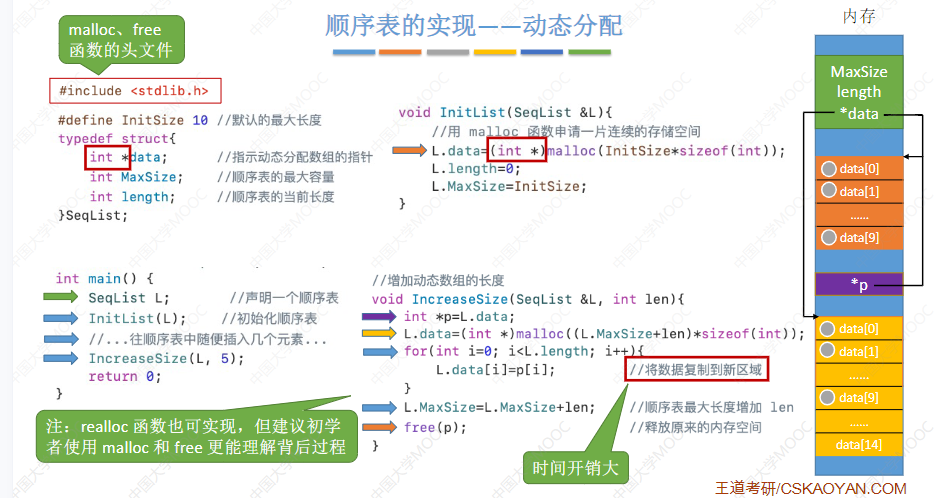 顺序表的实现——动态分配
malloc、free
函数的头文件
#include <stdlib.h>
#define InitSize 10 //默认的最大长度
typedef struct{
int *data; //指示动态分配数组的指针
int MaxSize; //顺序表的最大容量
int length; //顺序表的当前长度
}SeqList;
void InitList(SeqList &L){
//用 malloc 函数申请一片连续的存储空间
L.data=(int *)malloc(InitSize*sizeof(int));
L.length=0;
L.MaxSize=InitSize;
}
int main() {
SeqList L; //声明一个顺序表
InitList(L); //初始化顺序表
//...往顺序表中随便插入几个元素...
IncreaseSize(L, 5);
return 0;
}
注：realloc 函数也可实现，但建议初学
者使用 malloc 和 free 更能理解背后过程
//增加动态数组的长度
void IncreaseSize(SeqList &L, int len){
int *p=L.data;
L.data=(int *)malloc((L.MaxSize+len)*sizeof(int));
for(int i=0; i<L.length; i++){
L.data[i]=p[i]; //将数据复制到新区域
}
L.MaxSize=L.MaxSize+len; //顺序表最大长度增加 len
free(p); //释放原来的内存空间
}
时间开销大
内存
MaxSize
length
*data
data[0]
data[1]
......
data[9]
*p
data[0]
data[1]
......
data[9]
......
data[14]
王道考研/CSKAOYAN.COM
中国大学MOOC